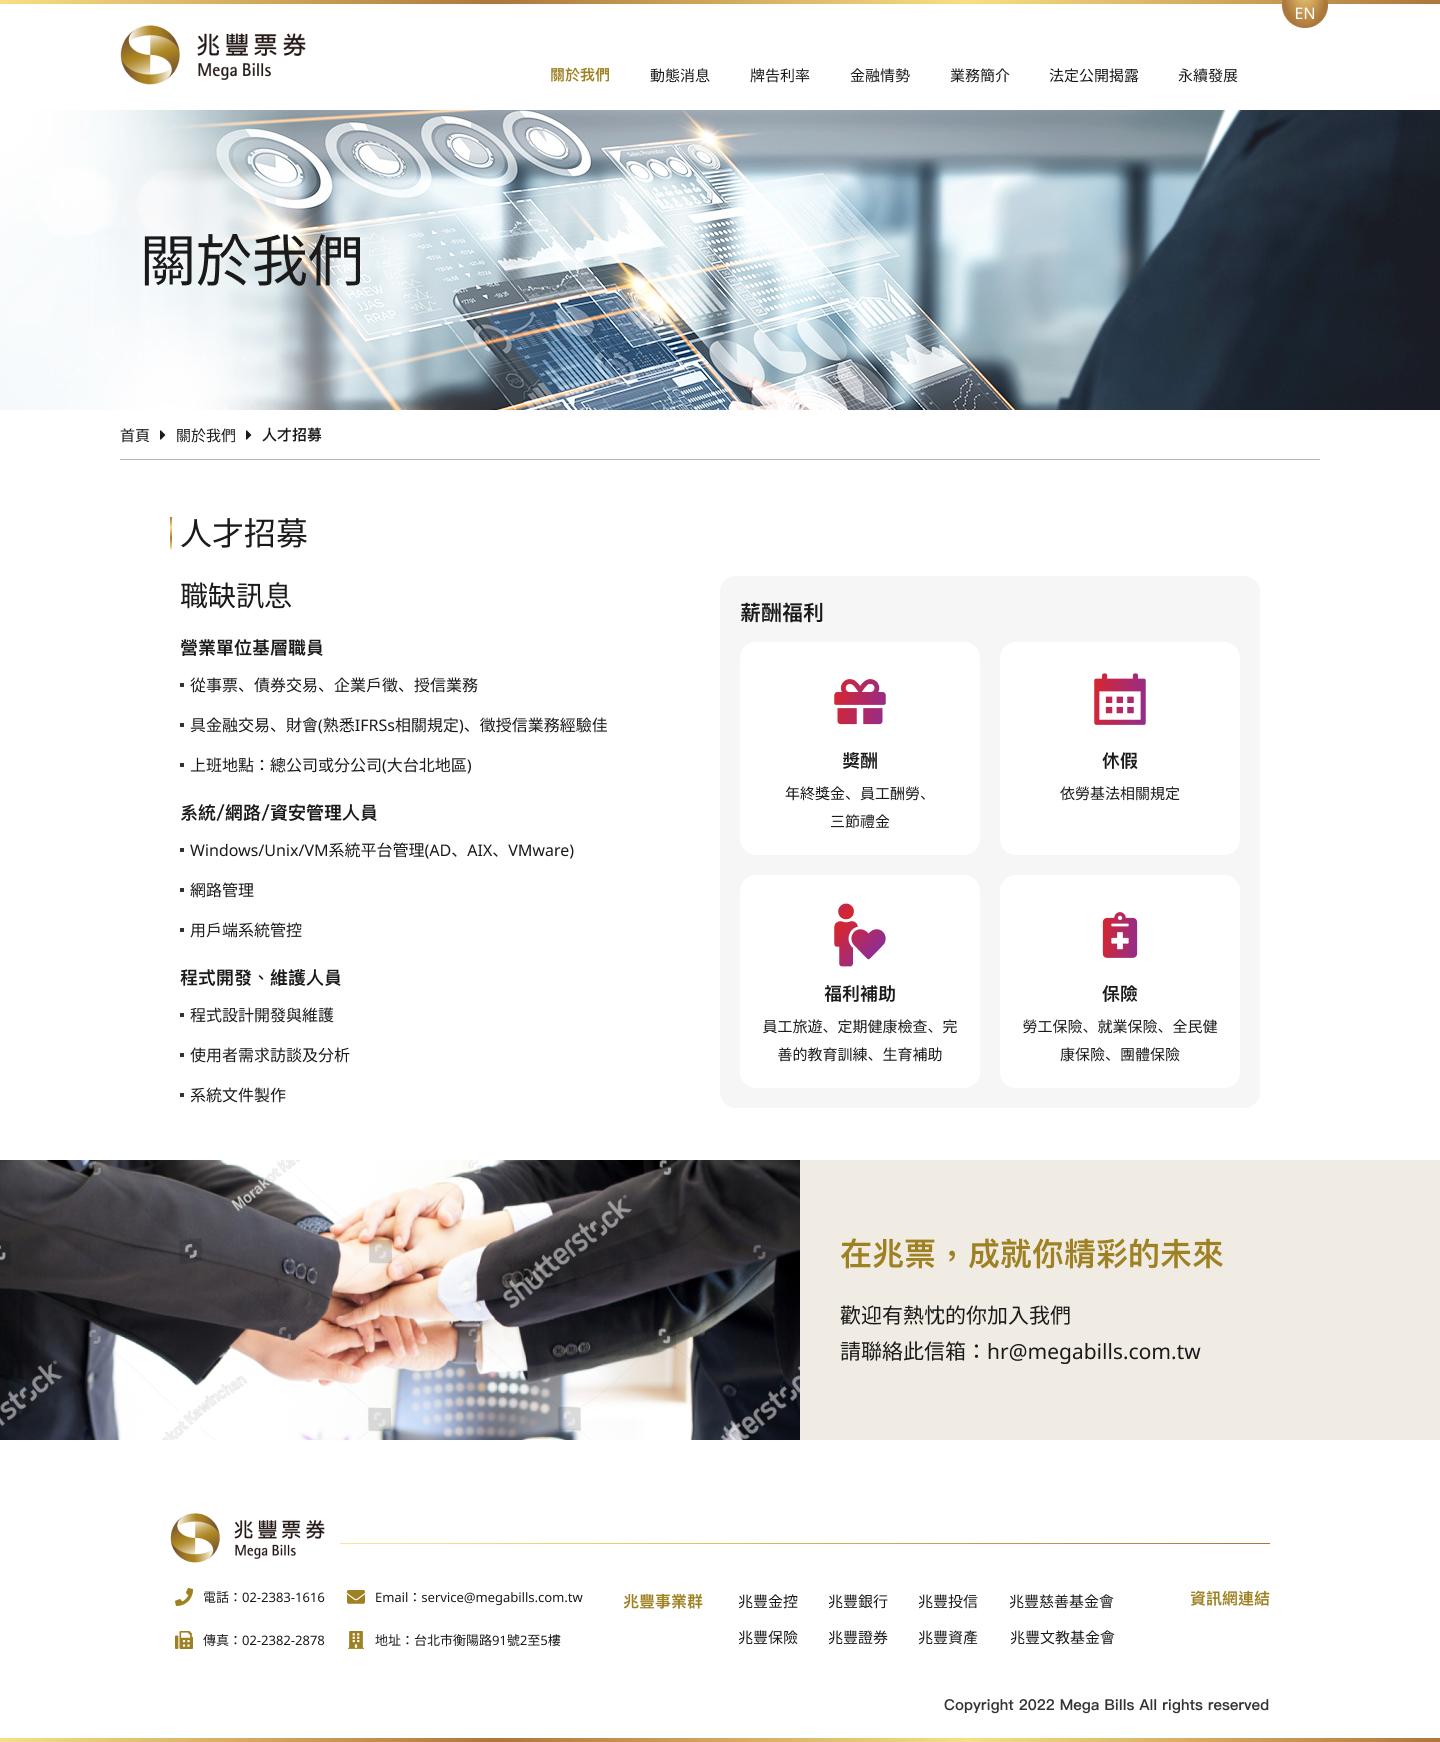 EN
兆豐票券
Mega Bills
關於我們
動態消息
牌告利率
金融情勢
業務簡介
法定公開揭露
永續發展
關於我們
首頁
關於我們
人才招募
人才招募
職缺訊息
營業單位基層職員
從事票、債券交易、企業戶徵、授信業務
具金融交易、財會(熟悉IFRSs相關規定)、徵授信業務經驗佳
上班地點：總公司或分公司(大台北地區)
系統/網路/資安管理人員
Windows/Unix/VM系統平台管理(AD、AIX、VMware)
網路管理
用戶端系統管控
程式開發、維護人員
程式設計開發與維護
使用者需求訪談及分析
系統文件製作
薪酬福利
獎酬
年終獎金、員工酬勞、
三節禮金
休假
依勞基法相關規定
福利補助
員工旅遊、定期健康檢查、完
善的教育訓練、生育補助
保險
勞工保險、就業保險、全民健
康保險、團體保險
shutterstock
在兆票，成就你精彩的未來
歡迎有熱忱的你加入我們
請聯絡此信箱：hr@megabills.com.tw
兆豐票券
Mega Bills
電話：02-2383-1616
Email：service@megabills.com.tw
傳真：02-2382-2878
地址：台北市衡陽路91號2至5樓
兆豐事業群
兆豐金控
兆豐銀行
兆豐投信
兆豐慈善基金會
兆豐保險
兆豐證券
兆豐資產
兆豐文教基金會
資訊網連結
Copyright 2022 Mega Bills All rights reserved